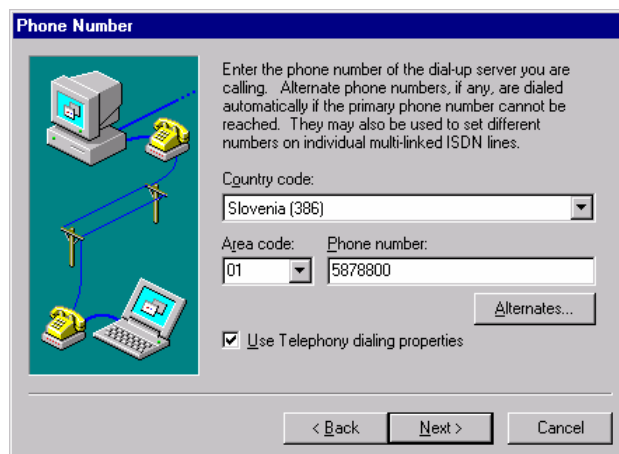 Phone Number
Enter the phone number of the dial-up server you are
calling. Alternate phone numbers, if any, are dialed
automatically if the primary phone number cannot be
reached. They may also be used to set different
numbers on individual multi-linked ISDN lines.
Country code:
Slovenia (386)
Area code: Phone number:
01 5878800
Alternates...
Use Telephony dialing properties
< Back Next > Cancel